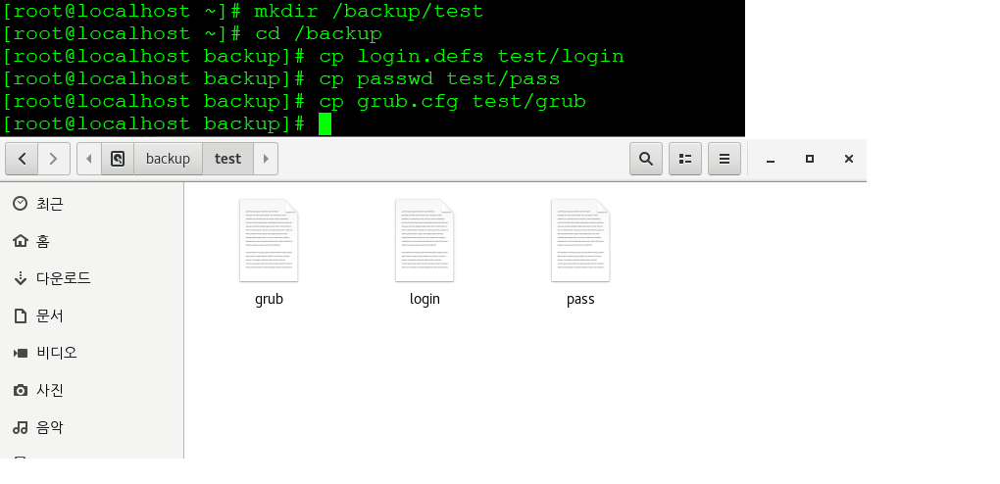 [root@localhost ~]# mkdir /backup/test
[root@localhost ~]# cd /backup
[root@localhost backup]# cp login.defs test/login
[root@localhost backup]# cp passwd test/pass
[root@localhost backup]# cp grub.cfg test/grub
[root@localhost backup]#
backup test
최근
홈
다운로드
문서
비디오
사진
음악
grub login pass